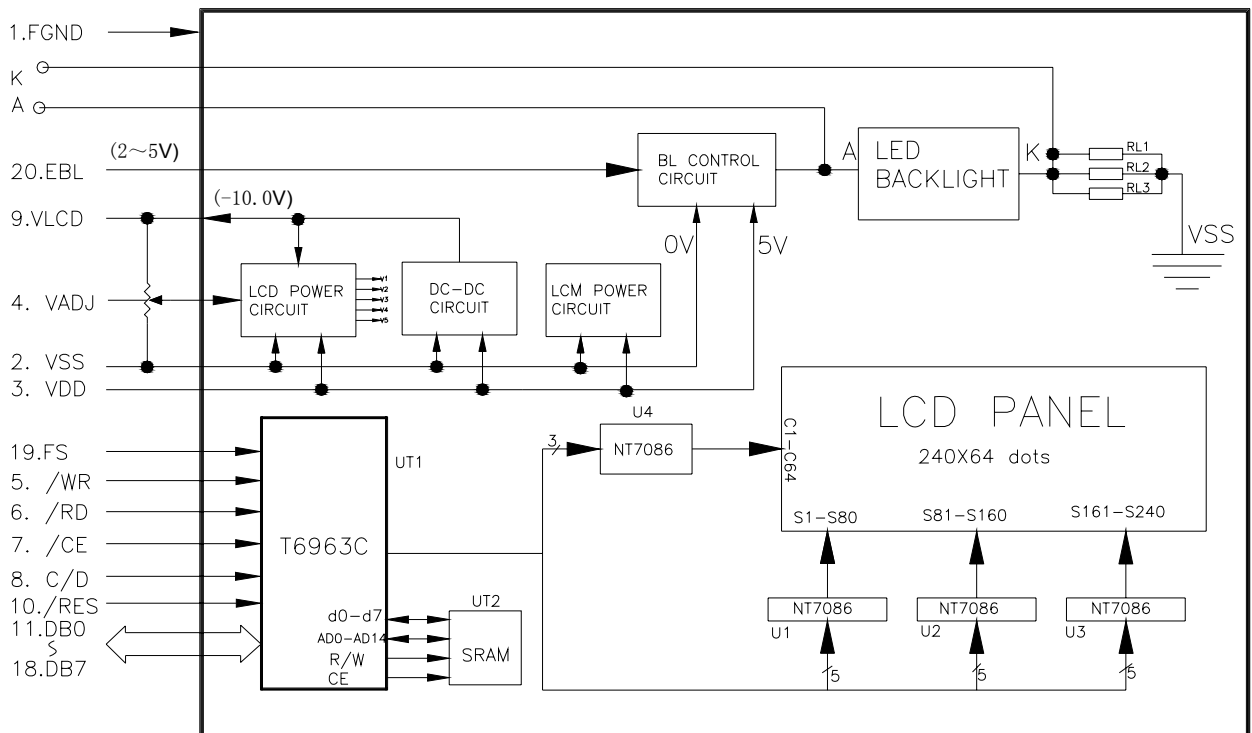 1.FGND
K
A
20.EBL
(2~5V)
9.VLCD
(-10.0V)
4. VADJ
2. VSS
3. VDD
BL CONTROL
CIRCUIT
A
LED
BACKLIGHT
K
RL1
RL2
RL3
VSS
0V
5V
LCD POWER
CIRCUIT
V1
V2
V3
V4
V5
DC-DC
CIRCUIT
LCM POWER
CIRCUIT
19.FS
5. /WR
6. /RD
7. /CE
8. C/D
10./RES
11.DB0
~
18.DB7
UT1
T6963C
d0-d7
AD0-AD14
R/W
CE
UT2
SRAM
3
U4
NT7086
C1-C64
LCD PANEL
240X64 dots
S1-S80
S81-S160
S161-S240
NT7086
U1
NT7086
U2
NT7086
U3
5
5
5